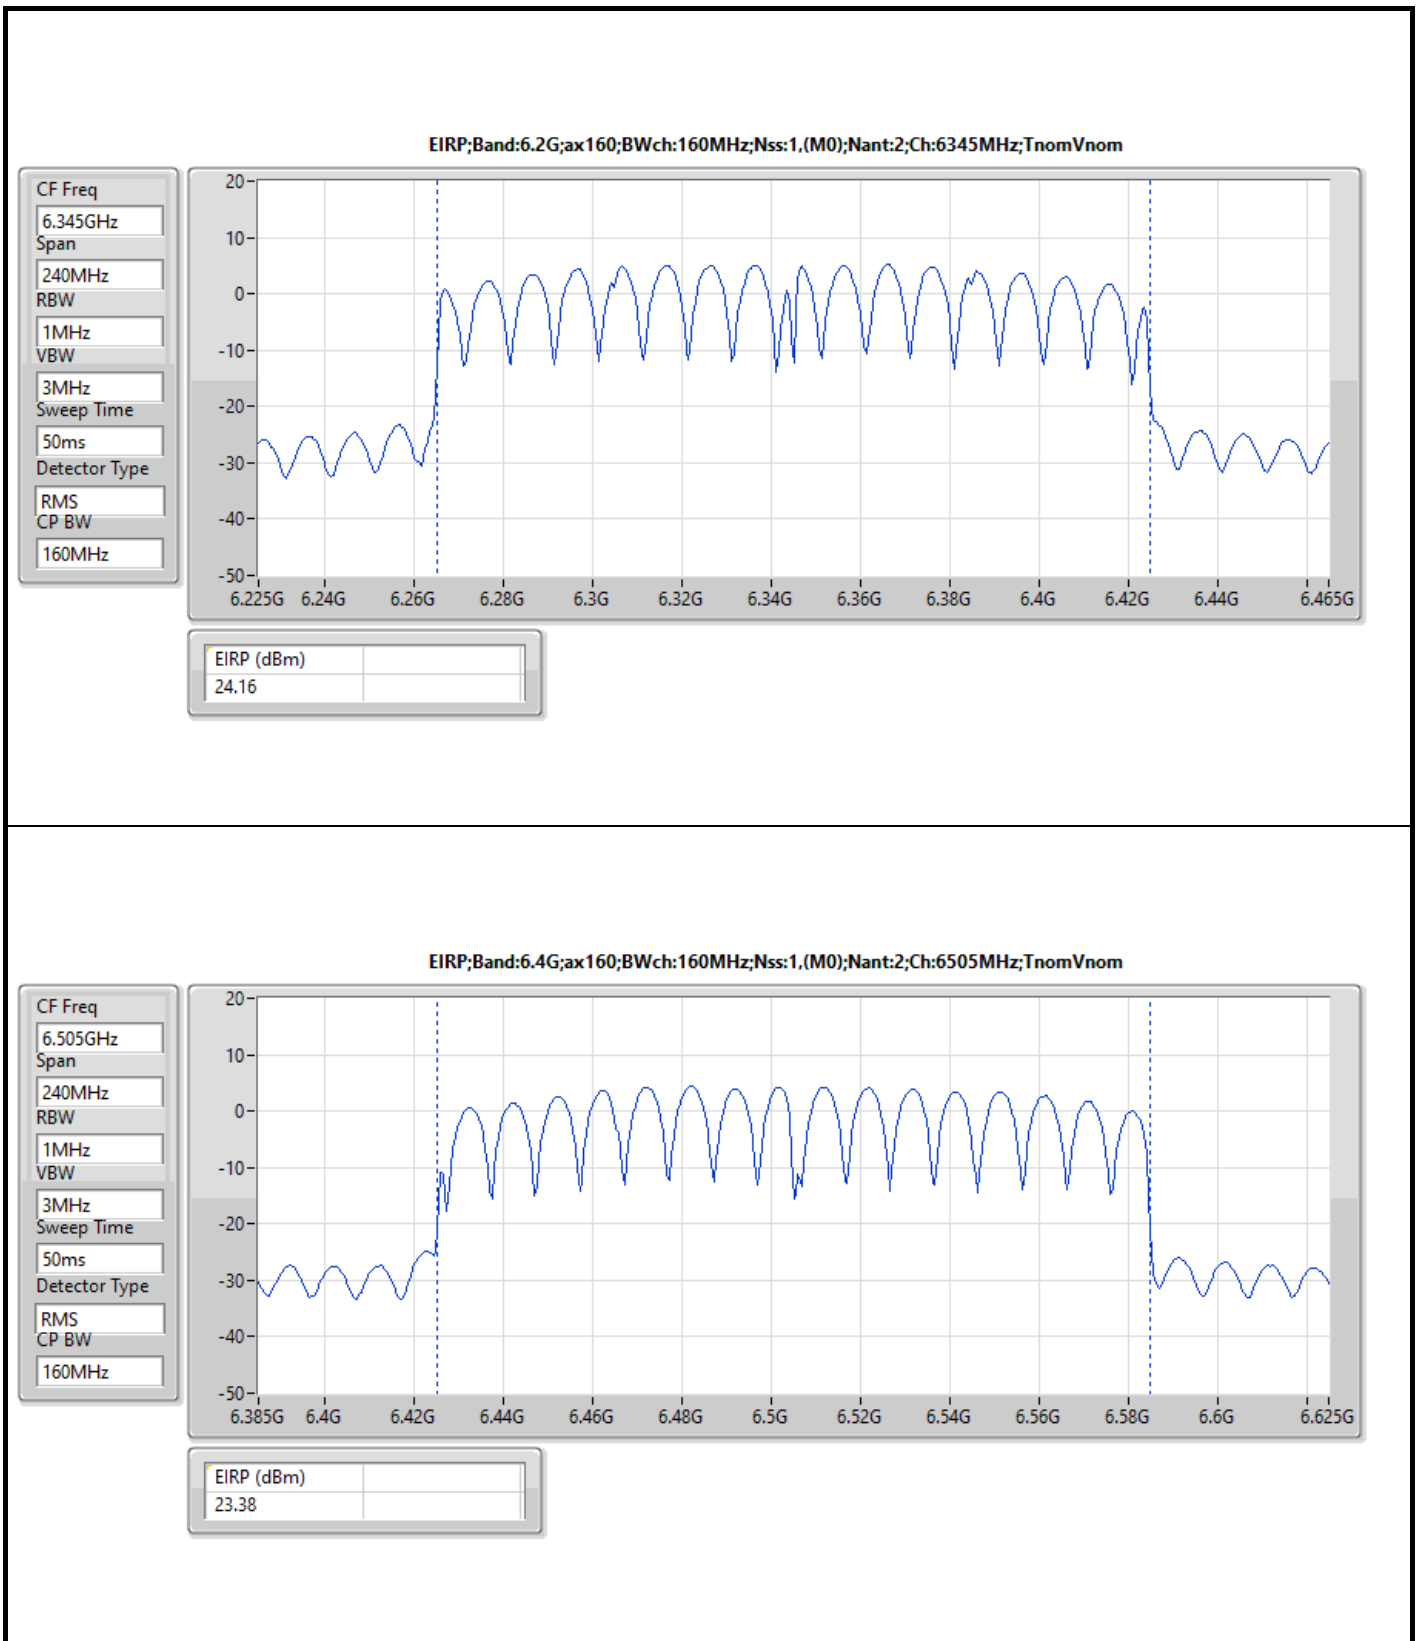 EIRP;Band:6.2G;ax160;BWch:160MHz;Nss:1,(M0);Nant:2;Ch:6345MHz;TnomVnom
CF Freq
6.345GHz
Span
240MHz
RBW
1MHz
VBW
3MHz
Sweep Time
50ms
Detector Type
RMS
CP BW
160MHz
20
10
0
-10
-20
-30
-40
-50
6.225G 6.24G 6.26G 6.28G 6.3G 6.32G 6.34G 6.36G 6.38G 6.4G 6.42G 6.44G 6.465G
EIRP (dBm)
24.16
EIRP;Band:6.4G;ax160;BWch:160MHz;Nss:1,(M0);Nant:2;Ch:6505MHz;TnomVnom
CF Freq
6.505GHz
Span
240MHz
RBW
1MHz
VBW
3MHz
Sweep Time
50ms
Detector Type
RMS
CP BW
160MHz
20
10
0
-10
-20
-30
-40
-50
6.385G 6.4G 6.42G 6.44G 6.46G 6.48G 6.5G 6.52G 6.54G 6.56G 6.58G 6.6G 6.625G
EIRP (dBm)
23.38